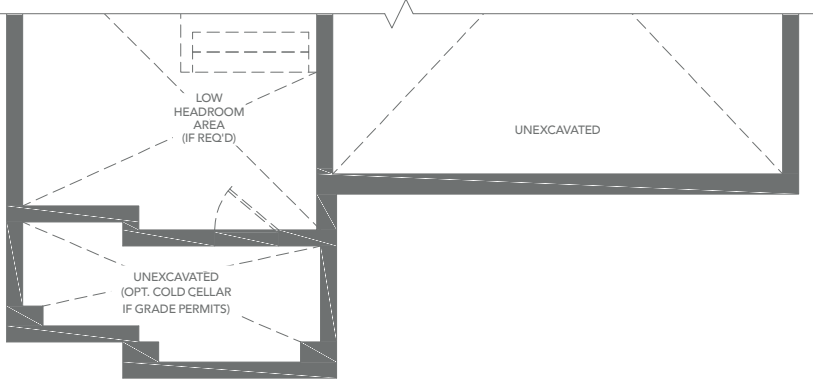 LOW
HEADROOM
AREA
(IF REQ'D)
UNEXCAVATED
UNEXCAVATED
(OPT. COLD CELLAR
IF GRADE PERMITS)